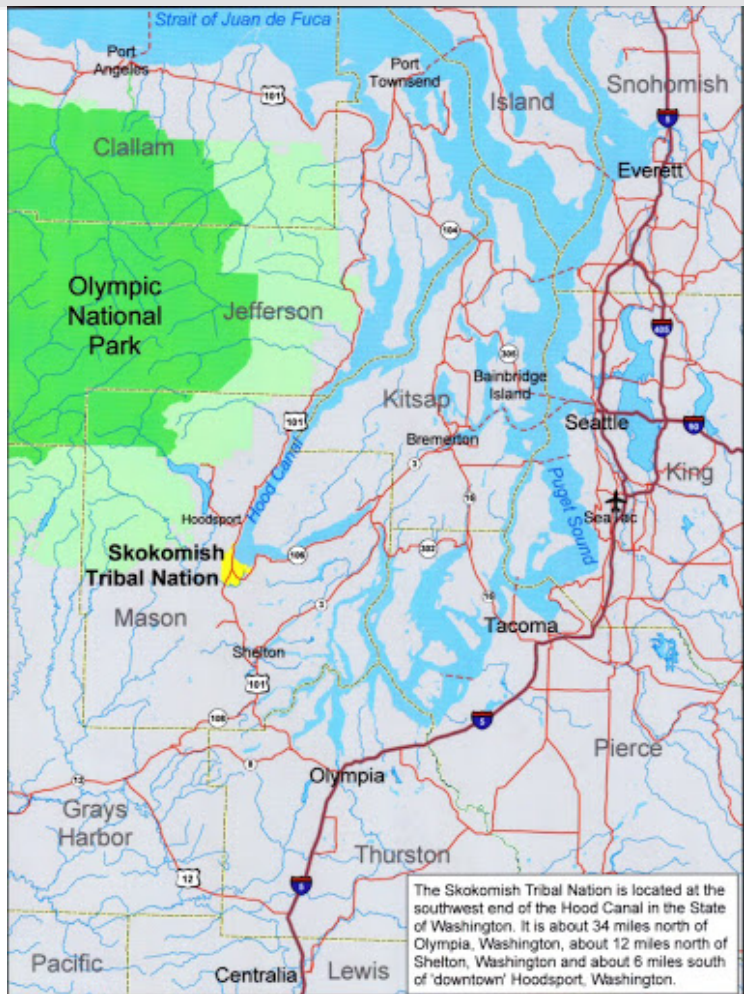 Strait of Juan de Fuca
Port
Angeles
Port
Townsend
101
Island
Snohomish
5
Clallam
Everett
104
Olympic
National
Park
Jefferson
405
305
Bainbridge
Island
Kitsap
101
Seattle
90
Bremerton
3
King
Hood Canal
16
Puget Sound
Hoodsport
SeaTac
Skokomish
Tribal Nation
106
302
Mason
3
16
Tacoma
Shelton
101
108
5
Pierce
8
Olympia
12
Grays
Harbor
Thurston
12
5
Pacific
Centralia
Lewis
The Skokomish Tribal Nation is located at the
southwest end of the Hood Canal in the State
of Washington. It is about 34 miles north of
Olympia, Washington, about 12 miles north of
Shelton, Washington and about 6 miles south
of 'downtown' Hoodsport, Washington.